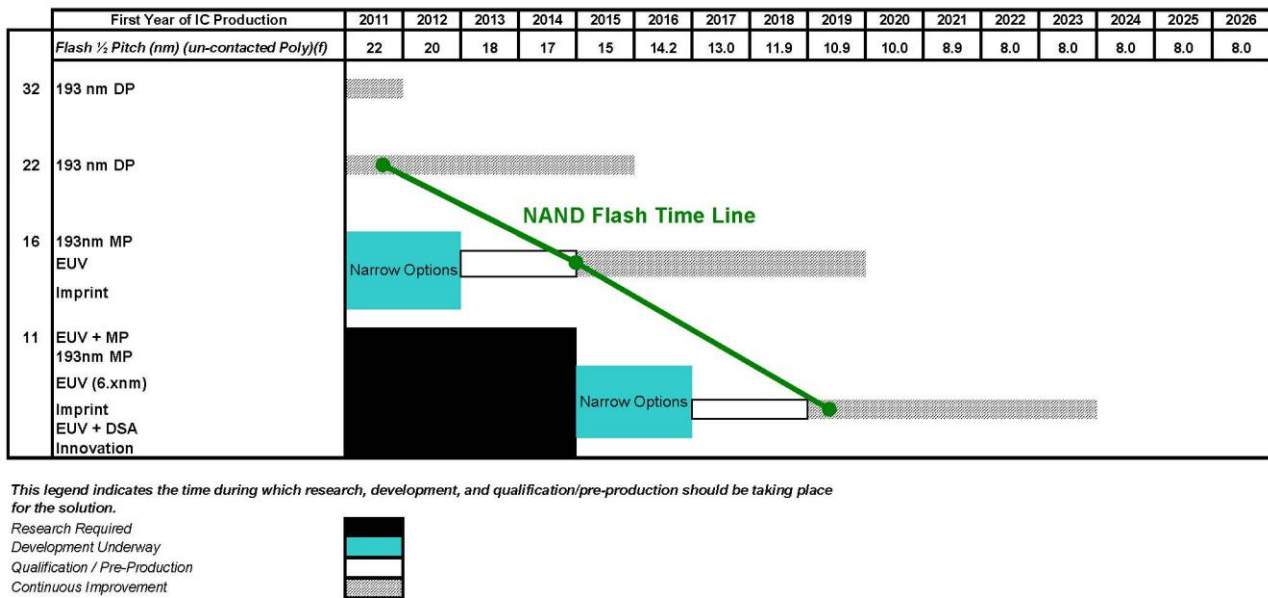 First Year of IC Production 2011 2012 2013 2014 2015 2016 2017 2018 2019 2020 2021 2022 2023 2024 2025 2026
Flash ½ Pitch (nm) (un-contacted Poly)(f) 22 20 18 17 15 14.2 13.0 11.9 10.9 10.0 8.9 8.0 8.0 8.0 8.0 8.0
32 193 nm DP
22 193 nm DP
NAND Flash Time Line
16 193nm MP
EUV
Narrow Options
Imprint
11 EUV + MP
193nm MP
EUV (6.xnm)
Narrow Options
Imprint
EUV + DSA
Innovation
This legend indicates the time during which research, development, and qualification/pre-production should be taking place
for the solution.
Research Required
Development Underway
Qualification / Pre-Production
Continuous Improvement